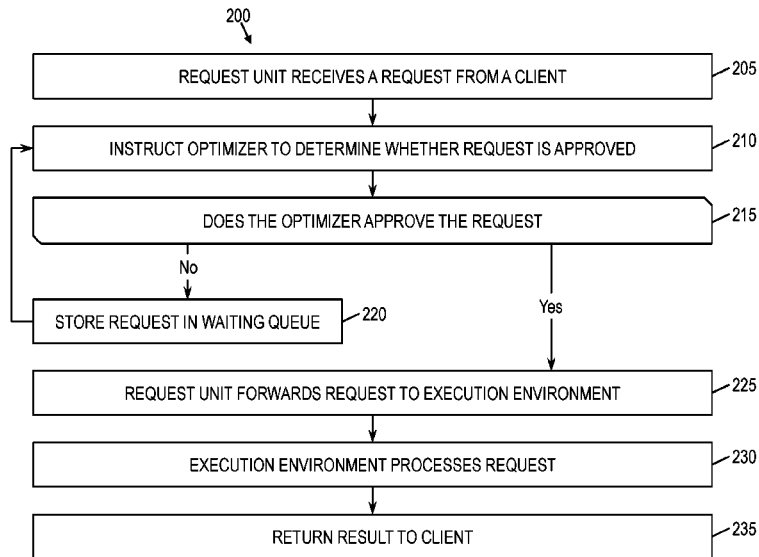 200
REQUEST UNIT RECEIVES A REQUEST FROM A CLIENT
205
INSTRUCT OPTIMIZER TO DETERMINE WHETHER REQUEST IS APPROVED
210
DOES THE OPTIMIZER APPROVE THE REQUEST
215
No
STORE REQUEST IN WAITING QUEUE
220
Yes
REQUEST UNIT FORWARDS REQUEST TO EXECUTION ENVIRONMENT
225
EXECUTION ENVIRONMENT PROCESSES REQUEST
230
RETURN RESULT TO CLIENT
235